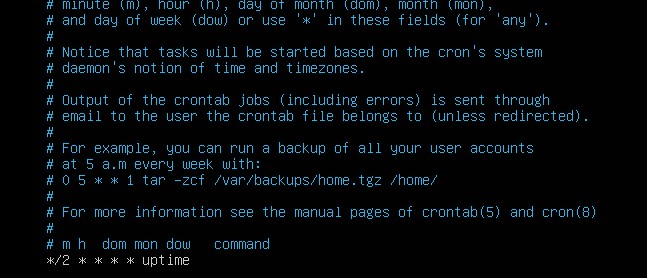 # minute (m), hour (h), day of month (dom), month (mon),
# and day of week (dow) or use '*' in these fields (for 'any').
#
# Notice that tasks will be started based on the cron's system
# daemon's notion of time and timezones.
#
# Output of the crontab jobs (including errors) is sent through
# email to the user the crontab file belongs to (unless redirected).
#
# For example, you can run a backup of all your user accounts
# at 5 a.m every week with:
# 0 5 * * 1 tar -zcf /var/backups/home.tgz /home/
#
# For more information see the manual pages of crontab(5) and cron(8)
#
# m h  dom mon dow   command
*/2 * * * * uptime